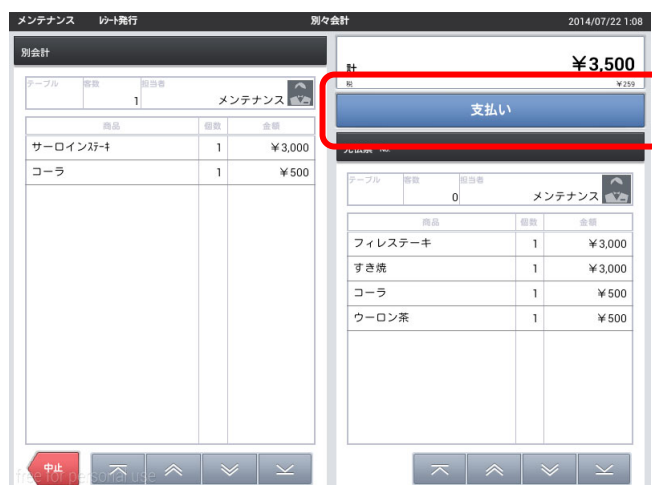 メンテナンス ﾚｼｰﾄ発行 別々会計 2014/07/22 1:08
別会計
テーブル 客数 担当者
1 メンテナンス
商品 個数 金額
サーロインｽﾃｰｷ 1 ¥3,000
コーラ 1 ¥500
中止
free for personal use
計 ¥3,500
税 ¥259
支払い
テーブル 客数 担当者
0 メンテナンス
商品 個数 金額
フィレステーキ 1 ¥3,000
すき焼 1 ¥3,000
コーラ 1 ¥500
ウーロン茶 1 ¥500